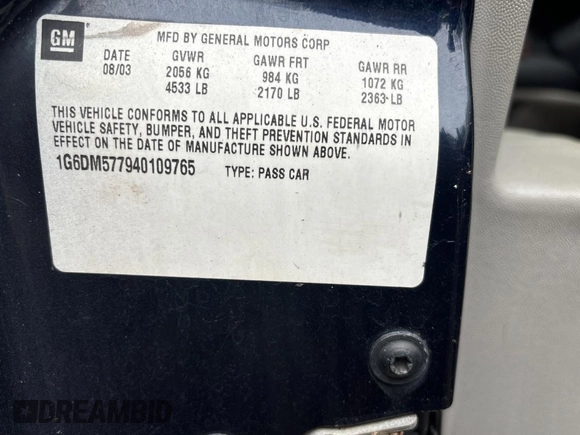 GM
MFD BY GENERAL MOTORS CORP
DATE GVWR GAWR FRT GAWR RR
08/03 2056 KG 984 KG 1072 KG
4533 LB 2170 LB 2363 LB
THIS VEHICLE CONFORMS TO ALL APPLICABLE U.S. FEDERAL MOTOR
VEHICLE SAFETY, BUMPER, AND THEFT PREVENTION STANDARDS IN
EFFECT ON THE DATE OF MANUFACTURE SHOWN ABOVE.
1G6DM577940109765 TYPE: PASS CAR
DREAMBID